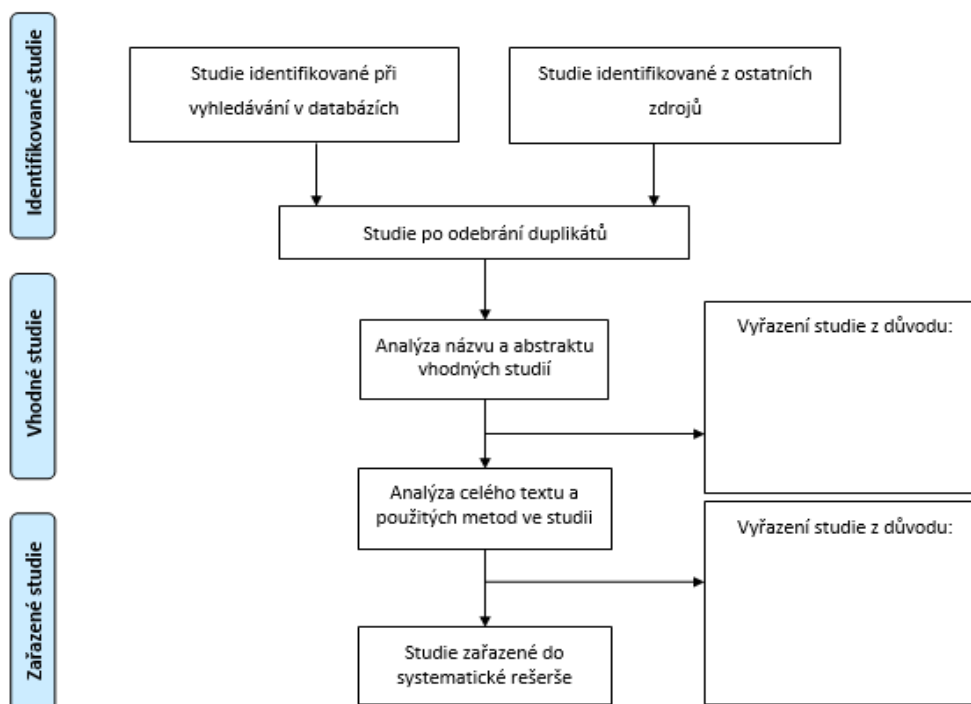 Identifikované studie
Studie identifikované při
vyhledávání v databázích
Studie identifikované z ostatních
zdrojů
Studie po odebrání duplikátů
Vhodné studie
Analýza názvu a abstraktu
vhodných studií
Vyřazení studie z důvodu:
Analýza celého textu a
použitých metod ve studii
Zařazené studie
Vyřazení studie z důvodu:
Studie zařazené do
systematické rešerše